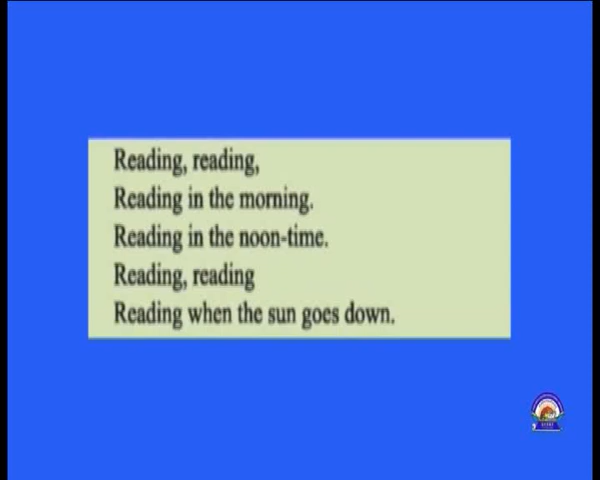 Reading, reading,
Reading in the morning.
Reading in the noon-time.
Reading, reading
Reading when the sun goes down.